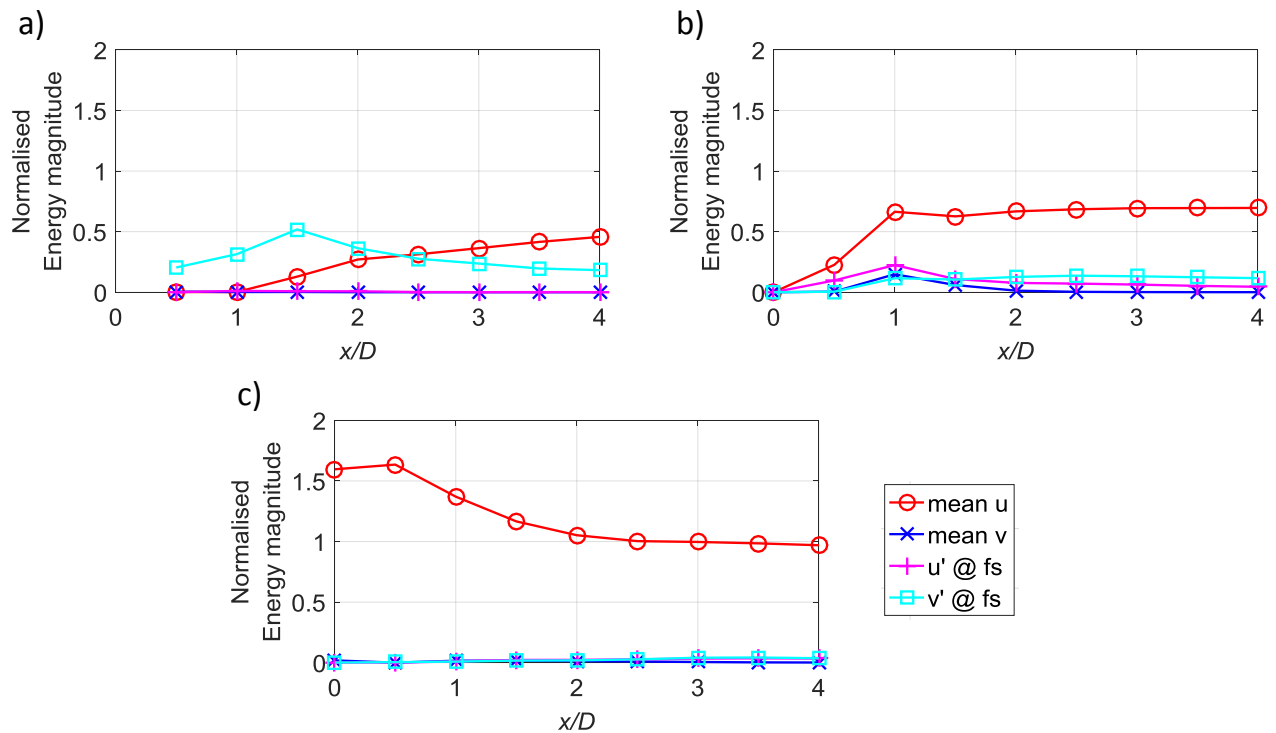 a)
2
1.5
1
0.5
0
Normalised
Energy magnitude
0 1 2 3 4
x/D
b)
2
1.5
1
0.5
0
Normalised
Energy magnitude
0 1 2 3 4
x/D
c)
2
1.5
1
0.5
0
Normalised
Energy magnitude
0 1 2 3 4
x/D
mean u
mean v
u' @ fs
v' @ fs